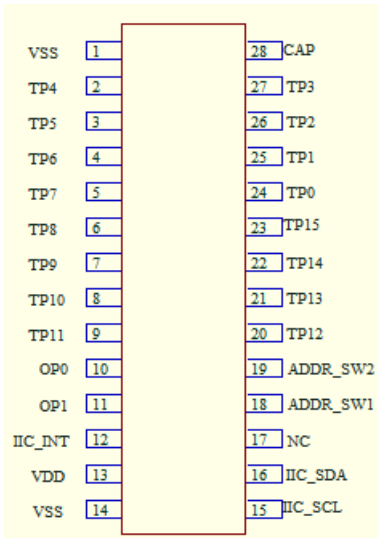 VSS 1 28 CAP
TP4 2 27 TP3
TP5 3 26 TP2
TP6 4 25 TP1
TP7 5 24 TP0
TP8 6 23 TP15
TP9 7 22 TP14
TP10 8 21 TP13
TP11 9 20 TP12
OP0 10 19 ADDR_SW2
OP1 11 18 ADDR_SW1
IIC_INT 12 17 NC
VDD 13 16 IIC_SDA
VSS 14 15 IIC_SCL